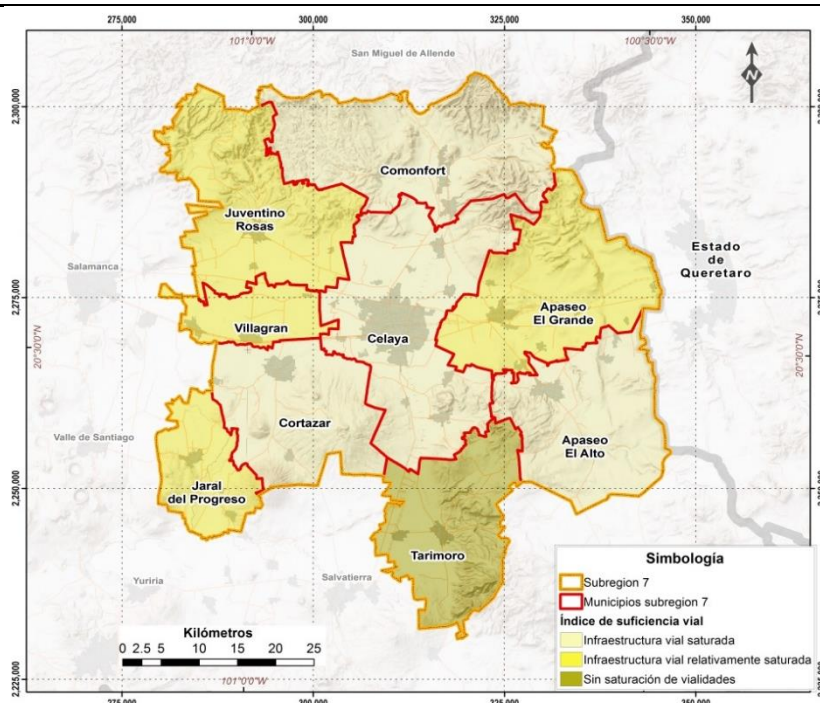 275,000 300,000 325,000 350,000
101°0'0"W 100°30'0"W
San Miguel de Allende
N
2,300,000
Comonfort
Juventino
Rosas
Estado
de
Queretaro
Salamanca
2,275,000
Apaseo
El Grande
Villagran
Celaya
20°30'0"N 20°30'0"N
Cortazar
Valle de Santiago
Apaseo
El Alto
Jaral
del Progreso
2,250,000
Tarimoro
Yuriria
Salvatierra
Simbología
Subregion 7
Municipios subregion 7
Índice de suficiencia vial
Infraestructura vial saturada
Infraestructura vial relativamente saturada
Sin saturación de vialidades
Kilómetros
0 2.5 5 10 15 20 25
2,225,000
101°0'0"W
275,000 300,000 325,000 350,000